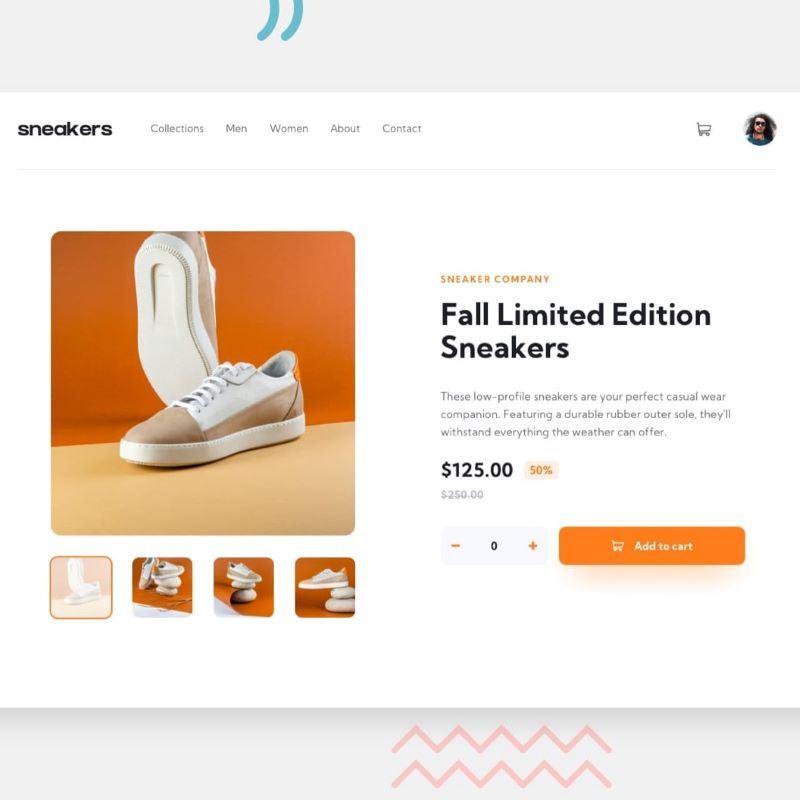 sneakers Collections Men Women About Contact
SNEAKER COMPANY
Fall Limited Edition
Sneakers
These low-profile sneakers are your perfect casual wear
companion. Featuring a durable rubber outer sole, they'll
withstand everything the weather can offer.
$125.00 50%
$250.00
− 0 + Add to cart